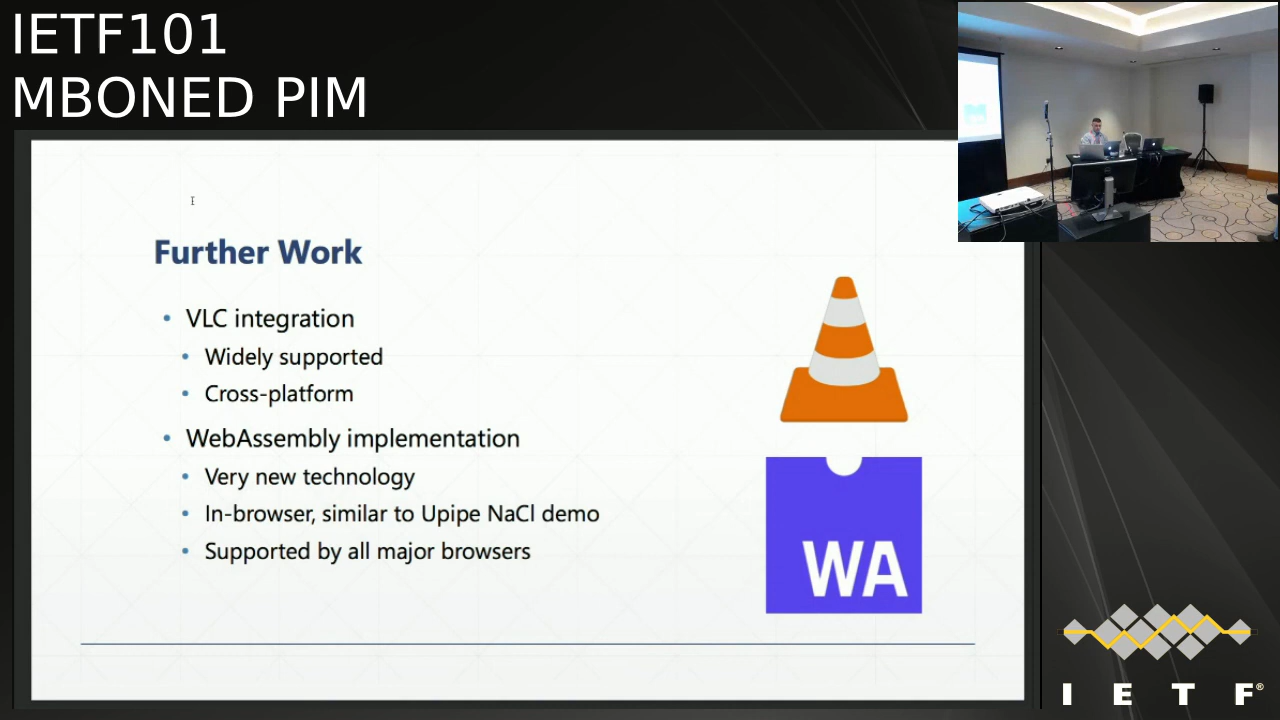 IETF101
MBONED PIM
Further Work
• VLC integration
• Widely supported
• Cross-platform
• WebAssembly implementation
• Very new technology
• In-browser, similar to Upipe NaCl demo
• Supported by all major browsers
WA
I E T F®